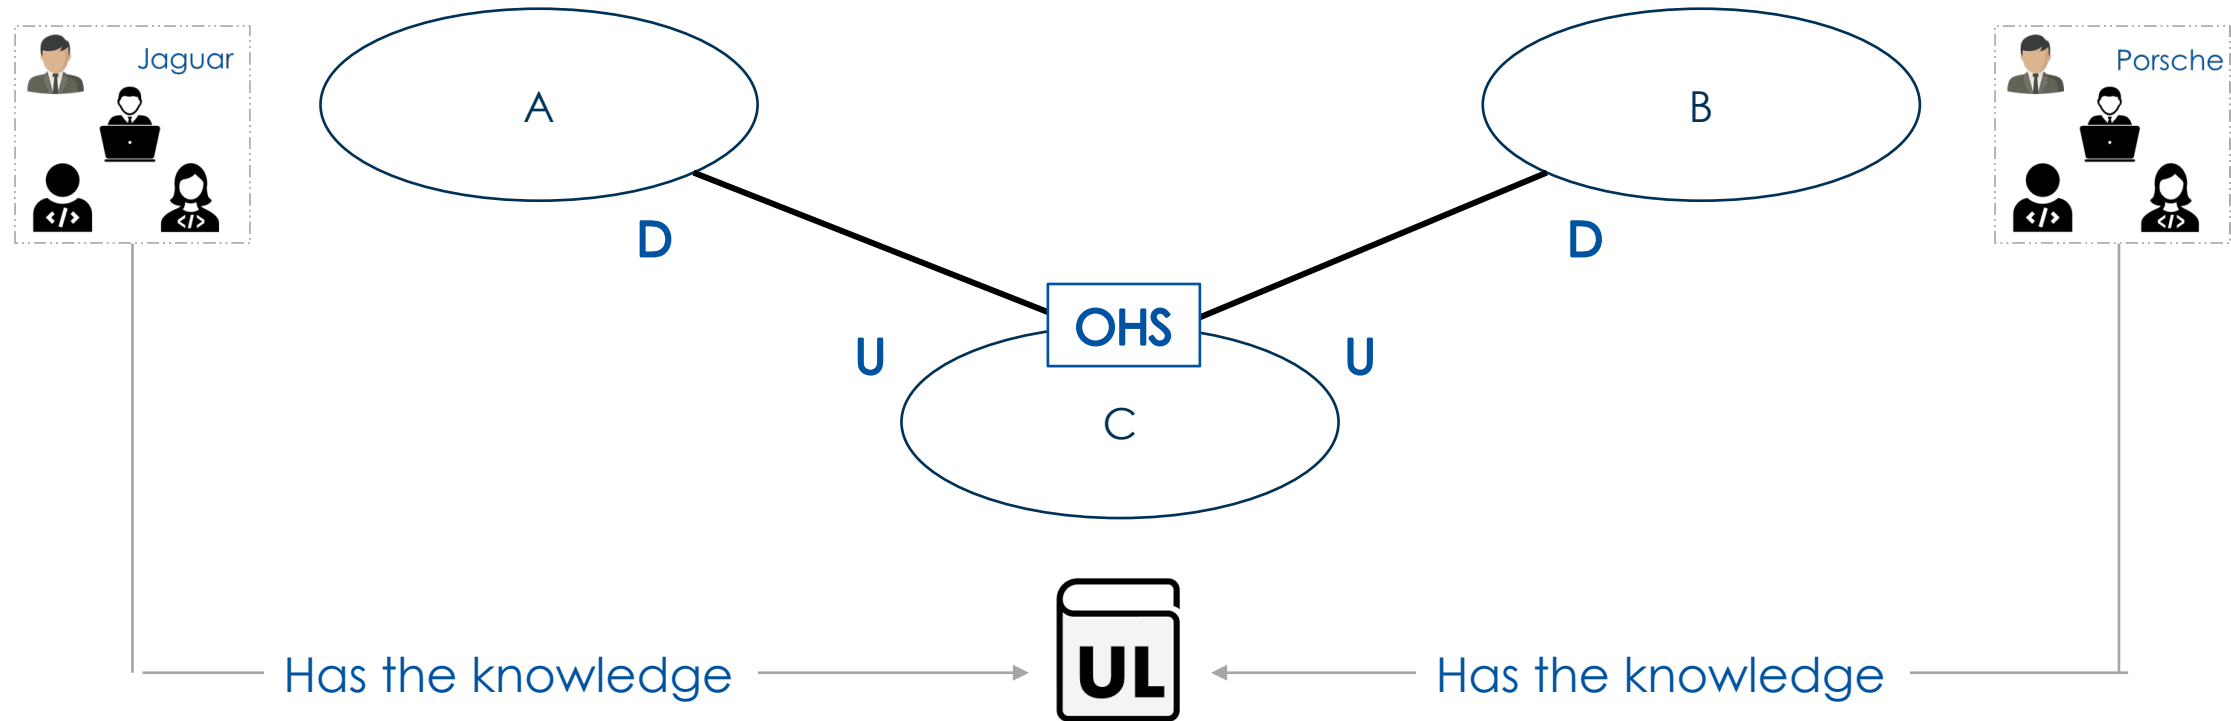 Jaguar
A
B
Porsche
D
D
OHS
U
U
C
UL
Has the knowledge
Has the knowledge